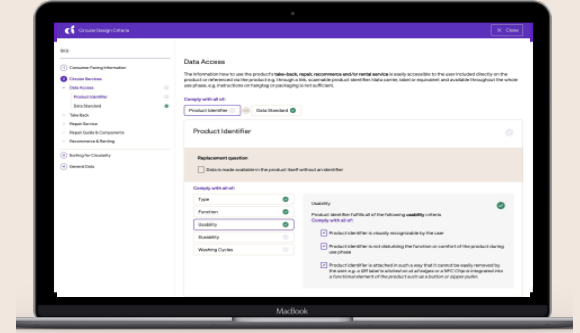 Circular Design Criteria
Close
Back
Consumer Facing Information
Circular Services
Data Access
Product Identifier
Data Standard
Take Back
Repair Service
Repair Guide & Components
Recommerce & Renting
Sorting for Circularity
General Data
Data Access
The information how to use the product's take-back, repair, recommerce and/or rental service is easily accessible to the user included directly on the
product or referenced via the product e.g. through a link, scannable product identifier/data carrier, label or equivalent and available throughout the whole
use phase, e.g. instructions on hangtag or packaging is not sufficient.
Comply with all of:
Product Identifier
Data Standard
Product Identifier
Replacement question
Data is made available in the product itself without an identifier
Comply with all of:
Type
Function
Usability
Durability
Washing Cycles
Usability
Product identifier fulfils all of the following usability criteria
Comply with all of:
Product identifier is visually recognizable by the user
Product identifier is not disturbing the function or comfort of the product during
use phase
Product identifier is attached in such a way that it cannot be easily removed by
the user e.g. a QR label is stitched on at all edges or a NFC Chip is integrated into
a functional element of the product such as a button or zipper puller.
MacBook